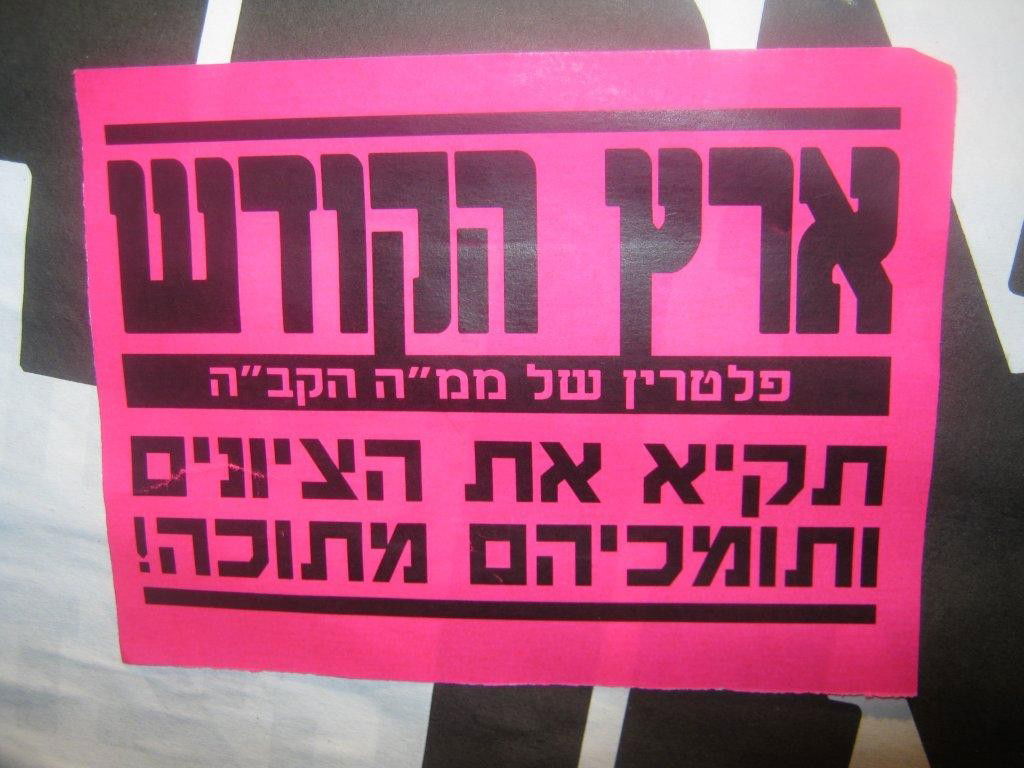 ארץ הקודש
פלטרין של ממ"ה הקב"ה
תקיא את הציונים
ותומכיהם מתוכה!